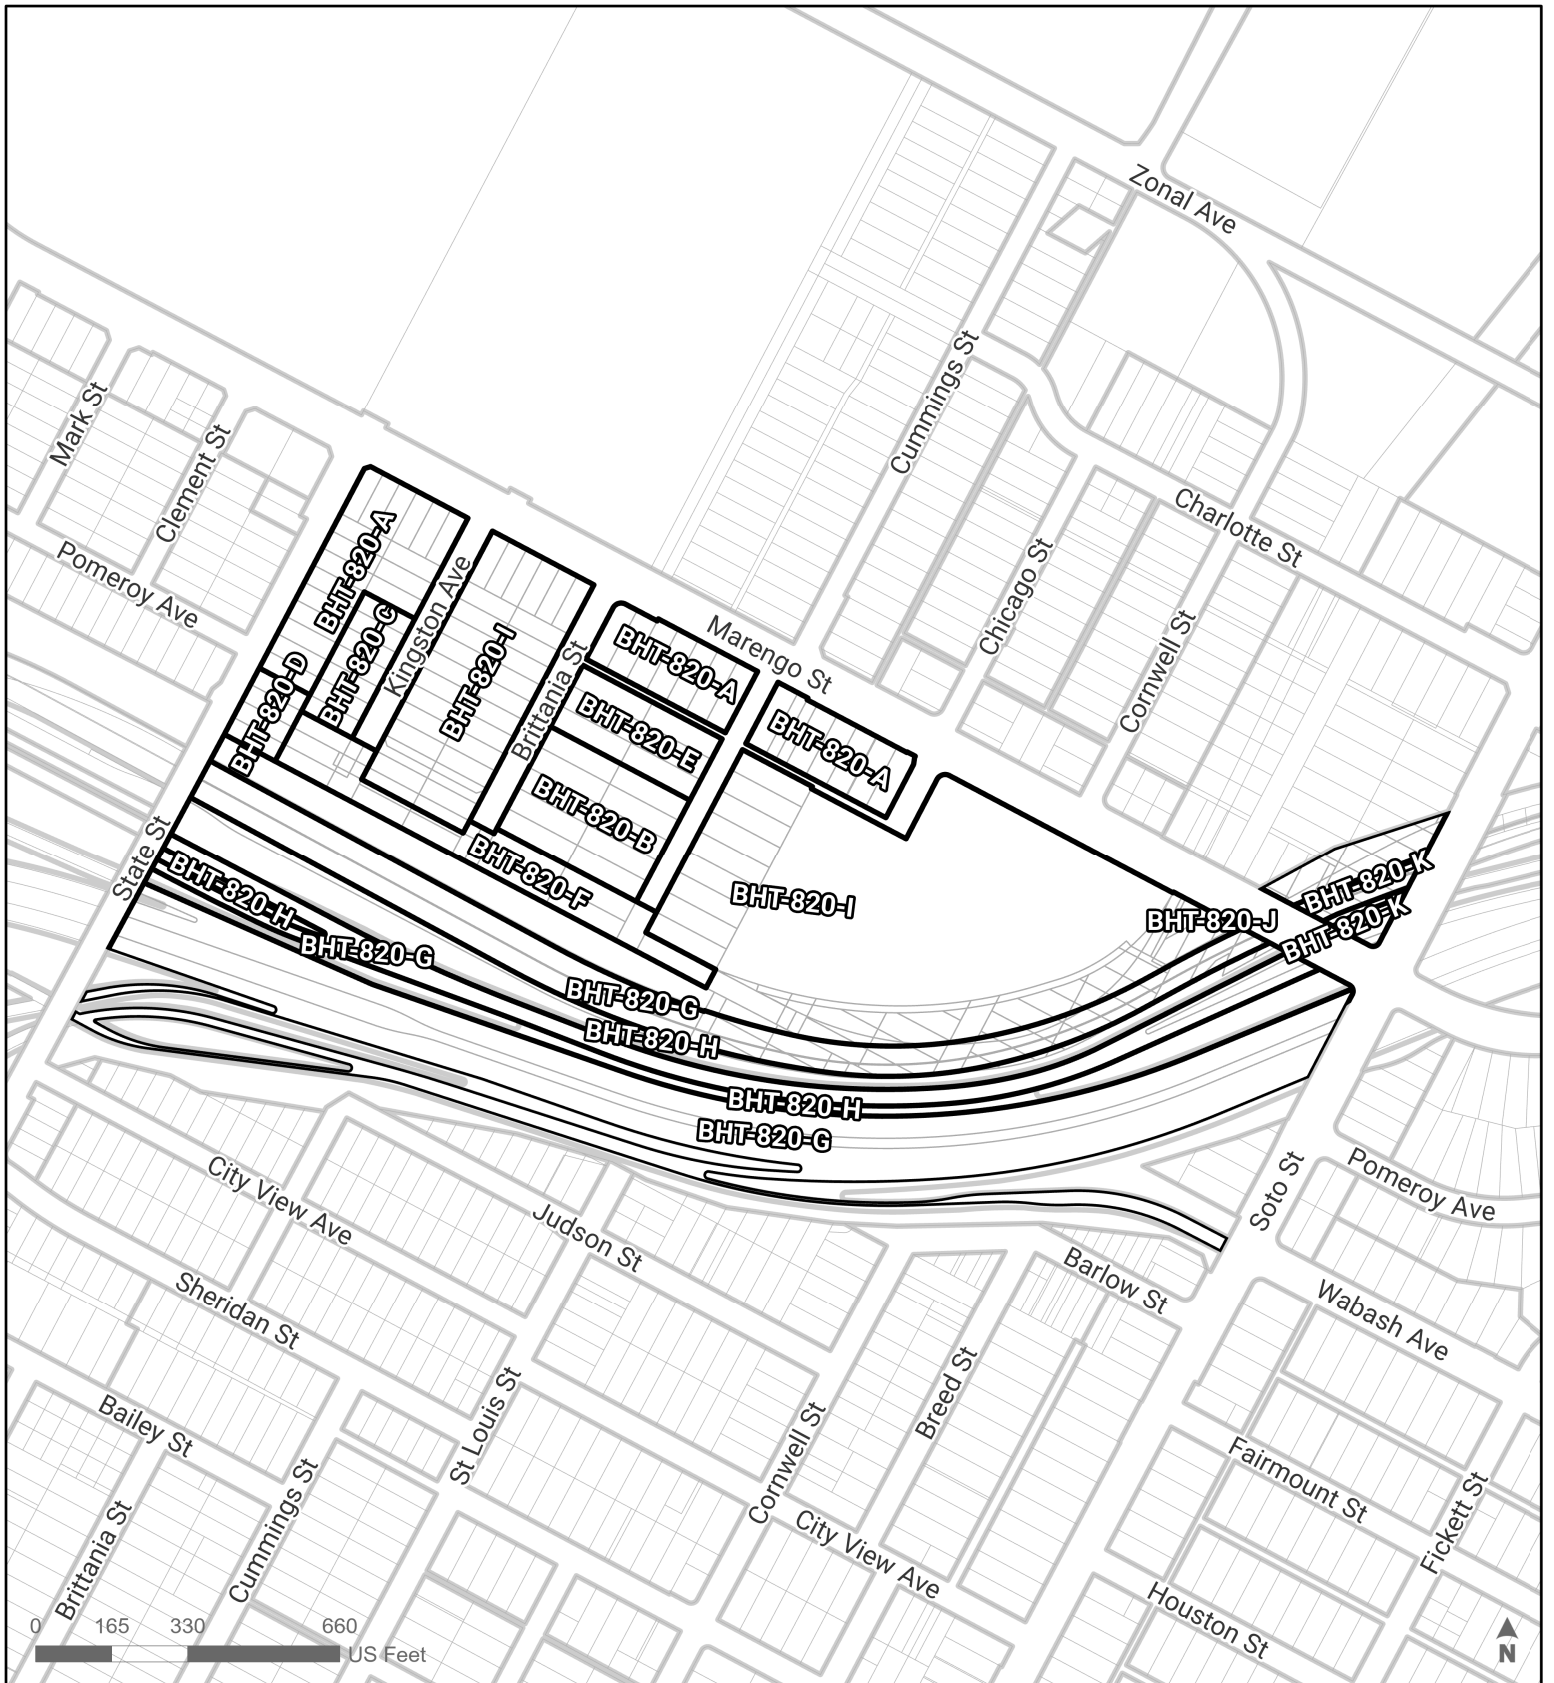 Zonal Ave
Cummings St
Mark St
Clement St
Charlotte St
BHT-820-A
Pomeroy Ave
Chicago St
Kingston Ave
BHT-820-C
Marengo St
Cornwell St
BHT-820-I
Brittania St
BHT-820-A
BHT-820-D
BHT-820-E
BHT-820-A
BHT-820-B
State St
BHT-820-F
BHT-820-K
BHT-820-H
BHT-820-I
BHT-820-J
BHT-820-K
BHT-820-G
BHT-820-G
BHT-820-H
BHT-820-H
BHT-820-G
City View Ave
Judson St
Soto St
Pomeroy Ave
Sheridan St
Barlow St
Wabash Ave
Bailey St
St Louis St
Breed St
Cornwell St
Fairmount St
Cummings St
Brittania St
City View Ave
Fickett St
Houston St
0 165 330 660
US Feet
N